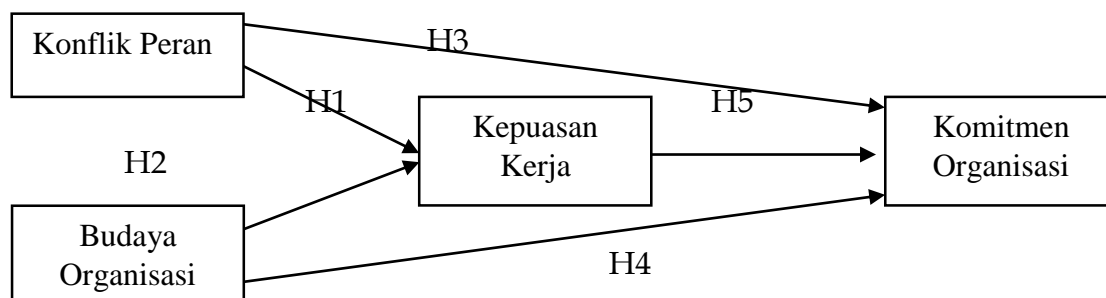 Konflik Peran
H3
H1
H5
Kepuasan
Kerja
Komitmen
Organisasi
H2
Budaya
Organisasi
H4